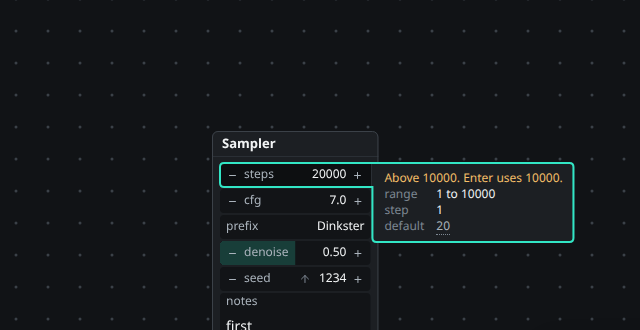 Sampler
− steps 20000 +
Above 10000. Enter uses 10000.
range 1 to 10000
step 1
default 20
− cfg 7.0 +
prefix Dinkster
− denoise 0.50 +
− seed ↑ 1234 +
notes
first